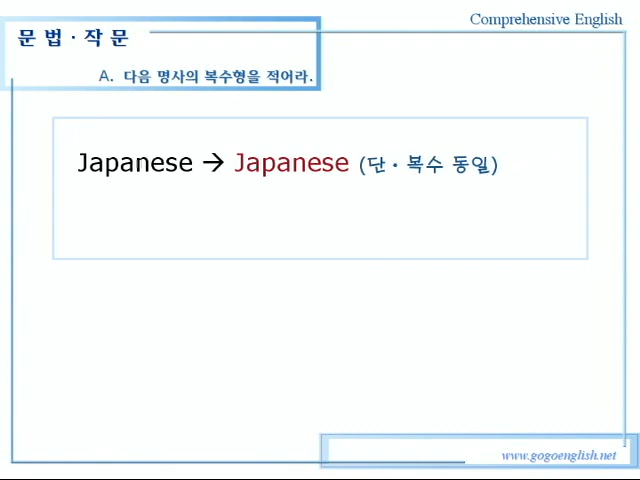 Comprehensive English
문 법 · 작 문
A. 다음 명사의 복수형을 적어라.
Japanese → Japanese (단 · 복수 동일)
www.gogoenglish.net